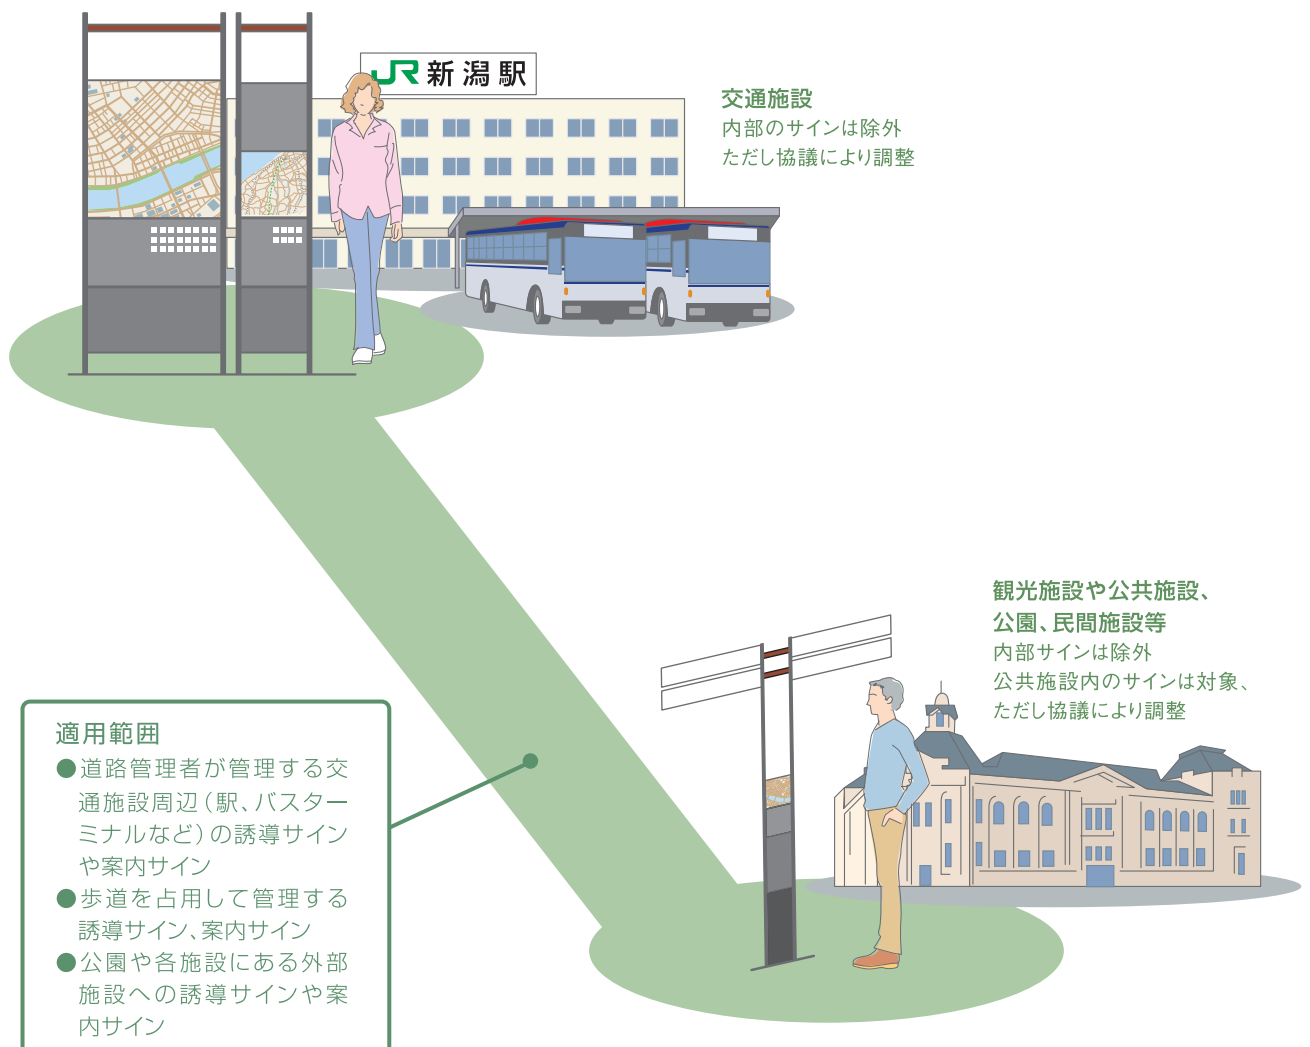 JR新潟駅
交通施設
内部のサインは除外
ただし協議により調整
観光施設や公共施設、
公園、民間施設等
内部サインは除外
公共施設内のサインは対象、
ただし協議により調整
適用範囲
●道路管理者が管理する交
通施設周辺（駅、バスター
ミナルなど）の誘導サイン
や案内サイン
●歩道を占用して管理する
誘導サイン、案内サイン
●公園や各施設にある外部
施設への誘導サインや案
内サイン